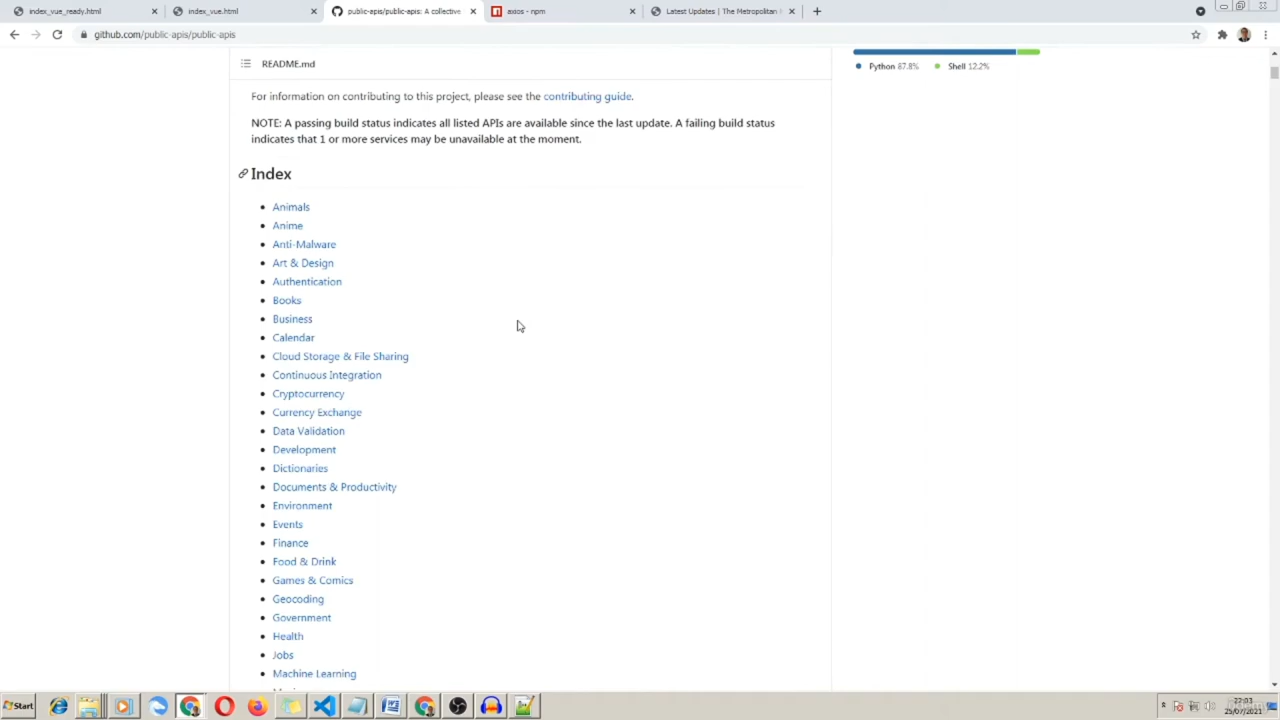 index_vue_ready.html
index_vue.html
public-apis/public-apis: A collective
axios - npm
Latest Updates | The Metropolitan
github.com/public-apis/public-apis
README.md
Python 87.8%
Shell 12.2%
For information on contributing to this project, please see the contributing guide.
NOTE: A passing build status indicates all listed APIs are available since the last update. A failing build status
indicates that 1 or more services may be unavailable at the moment.
Index
Animals
Anime
Anti-Malware
Art & Design
Authentication
Books
Business
Calendar
Cloud Storage & File Sharing
Continuous Integration
Cryptocurrency
Currency Exchange
Data Validation
Development
Dictionaries
Documents & Productivity
Environment
Events
Finance
Food & Drink
Games & Comics
Geocoding
Government
Health
Jobs
Machine Learning
Start
22:03
25/07/2021